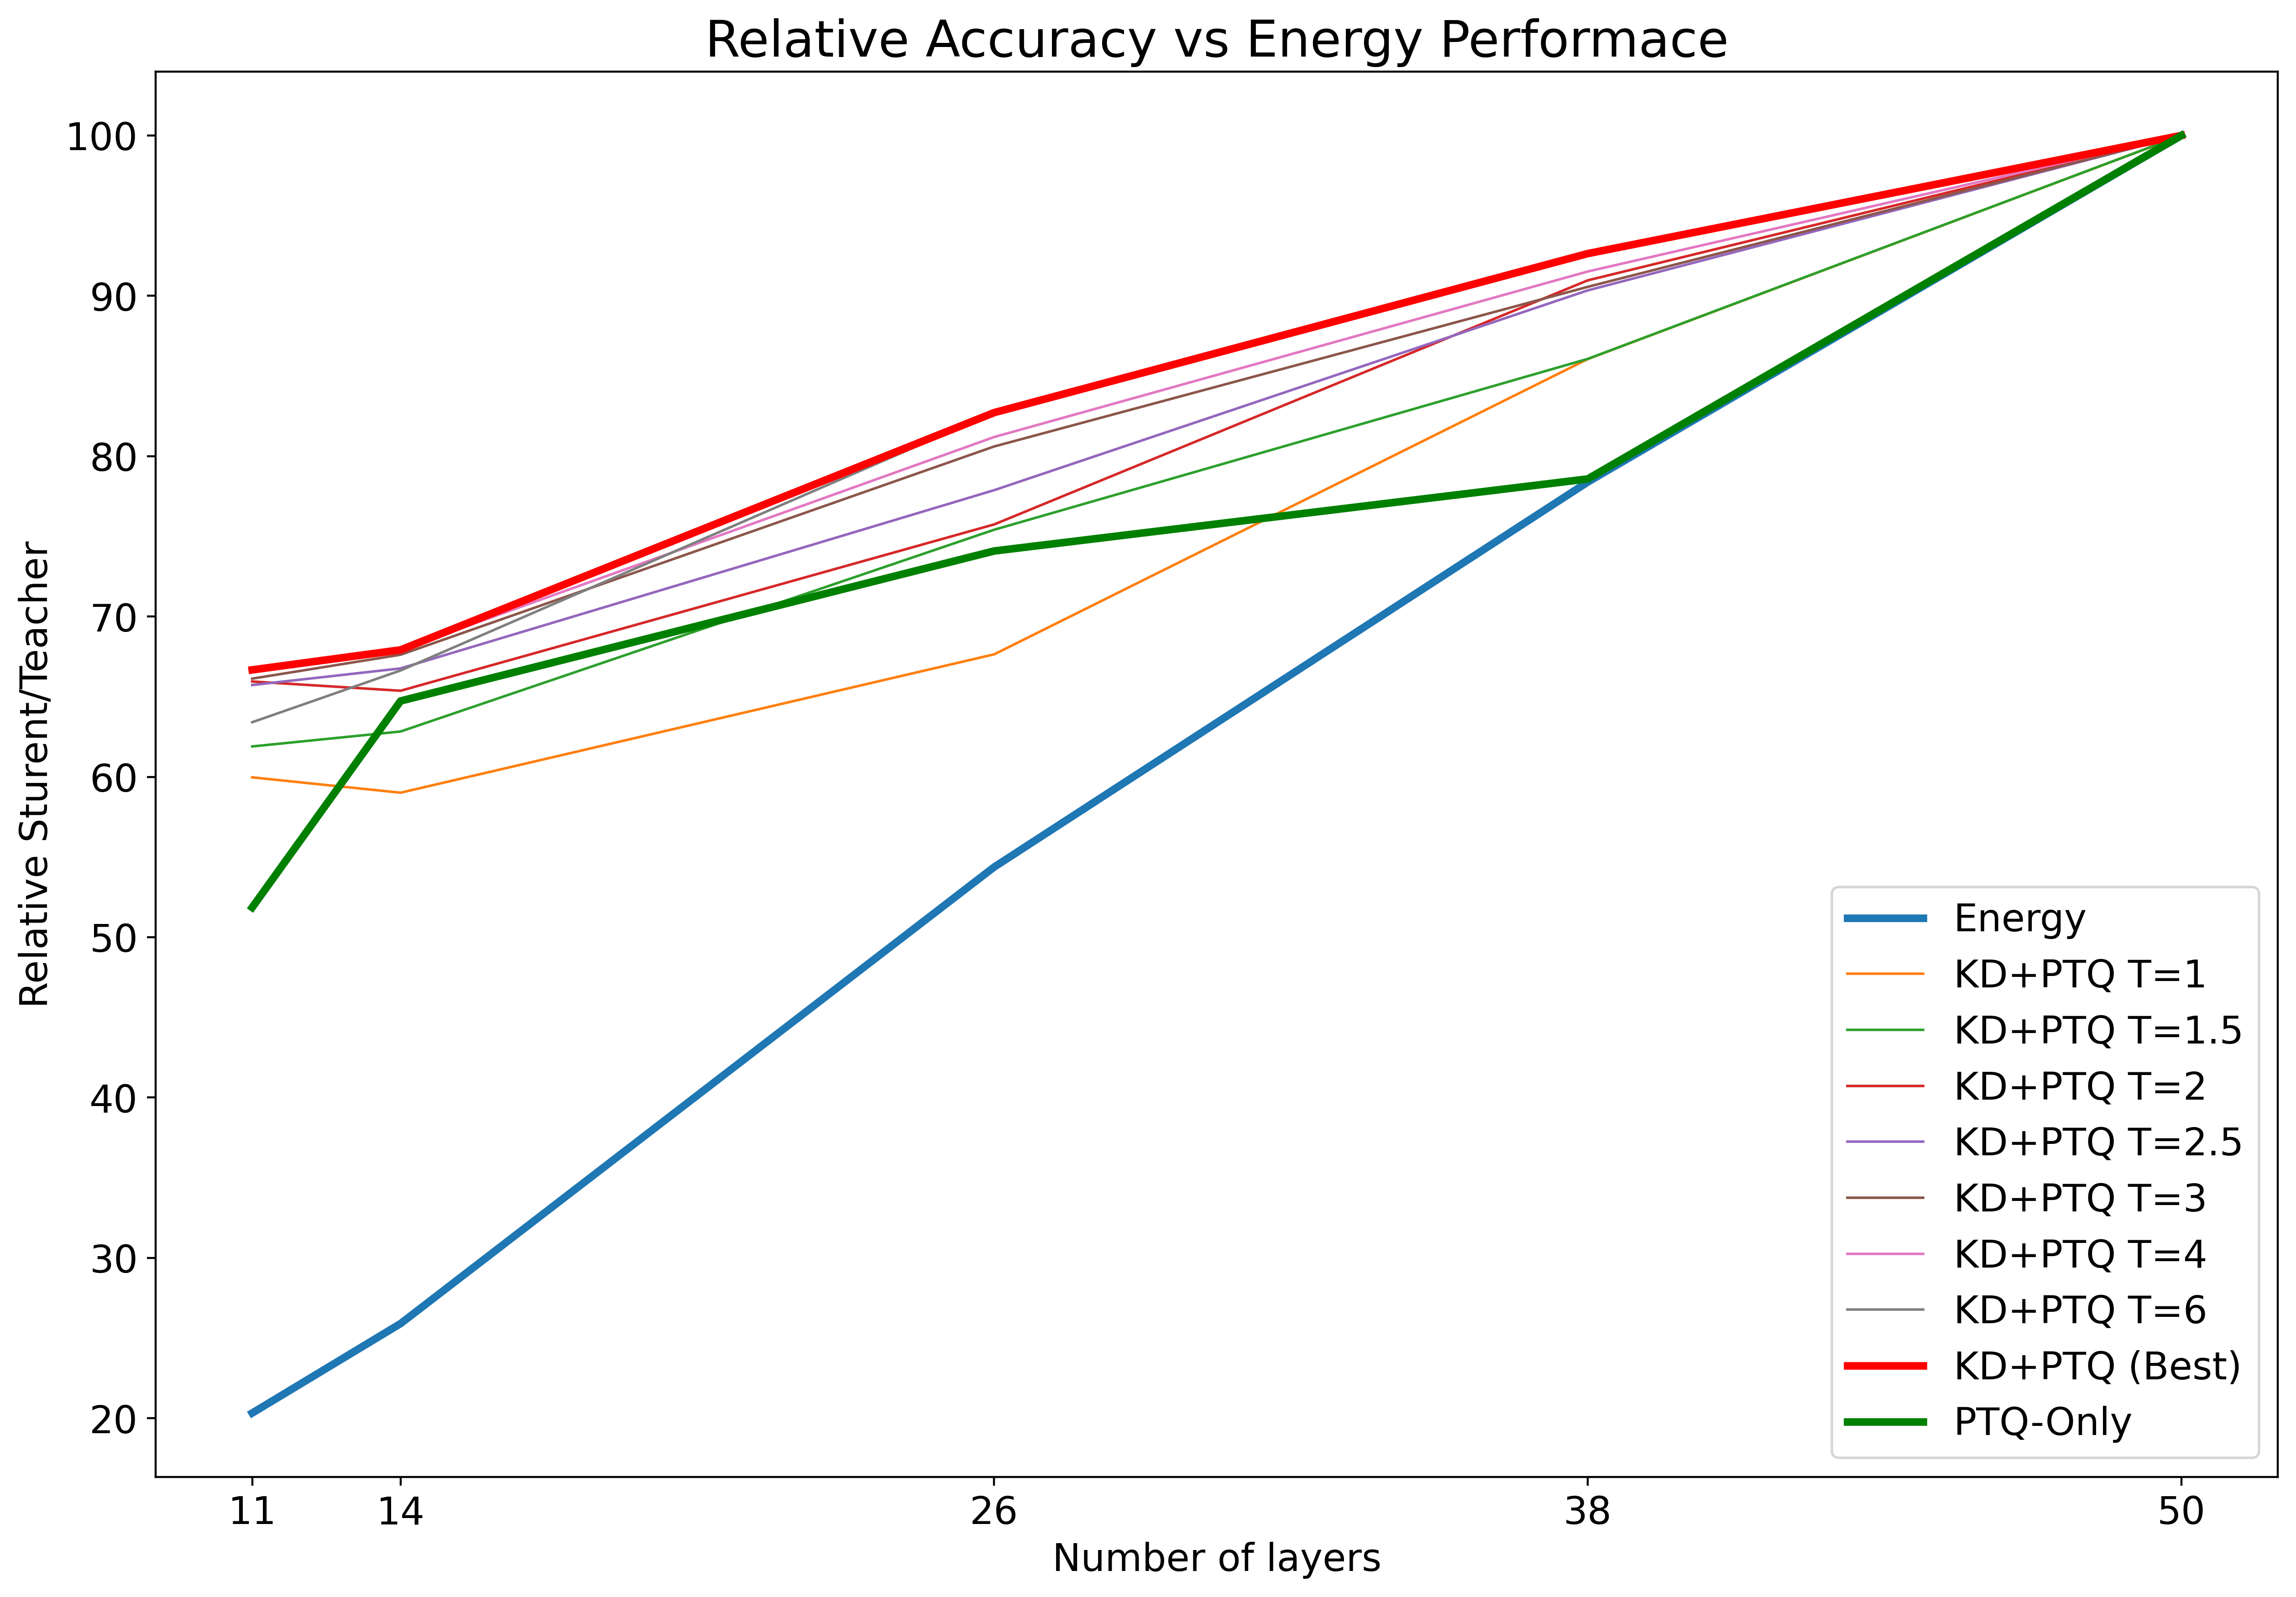 Relative Accuracy vs Energy Performace
100
90
80
70
60
50
40
30
20
Relative Sturent/Teacher
11 14 26 38 50
Number of layers
Energy
KD+PTQ T=1
KD+PTQ T=1.5
KD+PTQ T=2
KD+PTQ T=2.5
KD+PTQ T=3
KD+PTQ T=4
KD+PTQ T=6
KD+PTQ (Best)
PTQ-Only